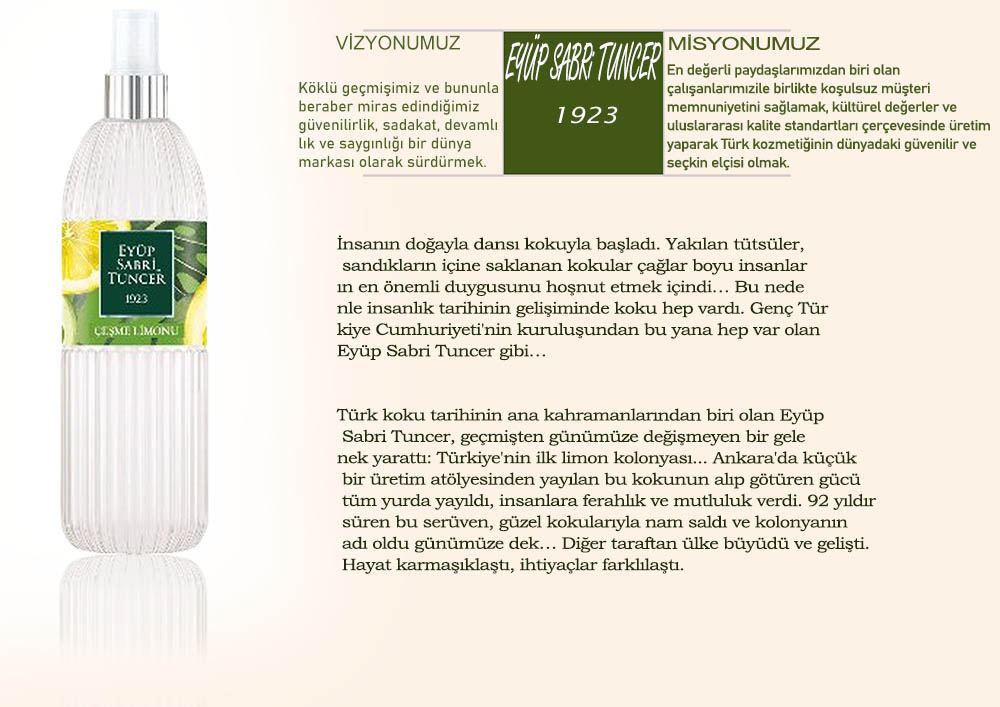 VİZYONUMUZ
Köklü geçmişimiz ve bununla
beraber miras edindiğimiz
güvenilirlik, sadakat, devamlı
lık ve saygınlığı bir dünya
markası olarak sürdürmek.
EYÜP SABRİ TUNCER
1923
MİSYONUMUZ
En değerli paydaşlarımızdan biri olan
çalışanlarımızile birlikte koşulsuz müşteri
memnuniyetini sağlamak, kültürel değerler ve
uluslararası kalite standartları çerçevesinde üretim
yaparak Türk kozmetiğinin dünyadaki güvenilir ve
seçkin elçisi olmak.
EYÜP
SABRİ
TUNCER
1923
ÇEŞME LİMONU
İnsanın doğayla dansı kokuyla başladı. Yakılan tütsüler,
sandıkların içine saklanan kokular çağlar boyu insanlar
ın en önemli duygusunu hoşnut etmek içindi… Bu nede
nle insanlık tarihinin gelişiminde koku hep vardı. Genç Tür
kiye Cumhuriyeti'nin kuruluşundan bu yana hep var olan
Eyüp Sabri Tuncer gibi…
Türk koku tarihinin ana kahramanlarından biri olan Eyüp
Sabri Tuncer, geçmişten günümüze değişmeyen bir gele
nek yarattı: Türkiye'nin ilk limon kolonyası... Ankara'da küçük
bir üretim atölyesinden yayılan bu kokunun alıp götüren gücü
tüm yurda yayıldı, insanlara ferahlık ve mutluluk verdi. 92 yıldır
süren bu serüven, güzel kokularıyla nam saldı ve kolonyanın
adı oldu günümüze dek… Diğer taraftan ülke büyüdü ve gelişti.
Hayat karmaşıklaştı, ihtiyaçlar farklılaştı.